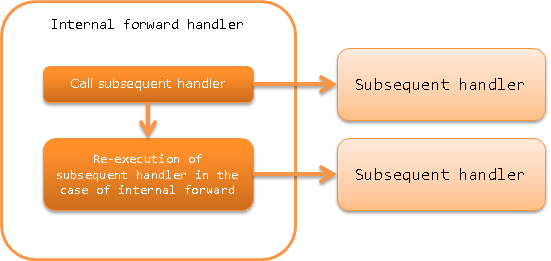 Internal forward handler
Call subsequent handler
Subsequent handler
Re-execution of
subsequent handler in the
case of internal forward
Subsequent handler